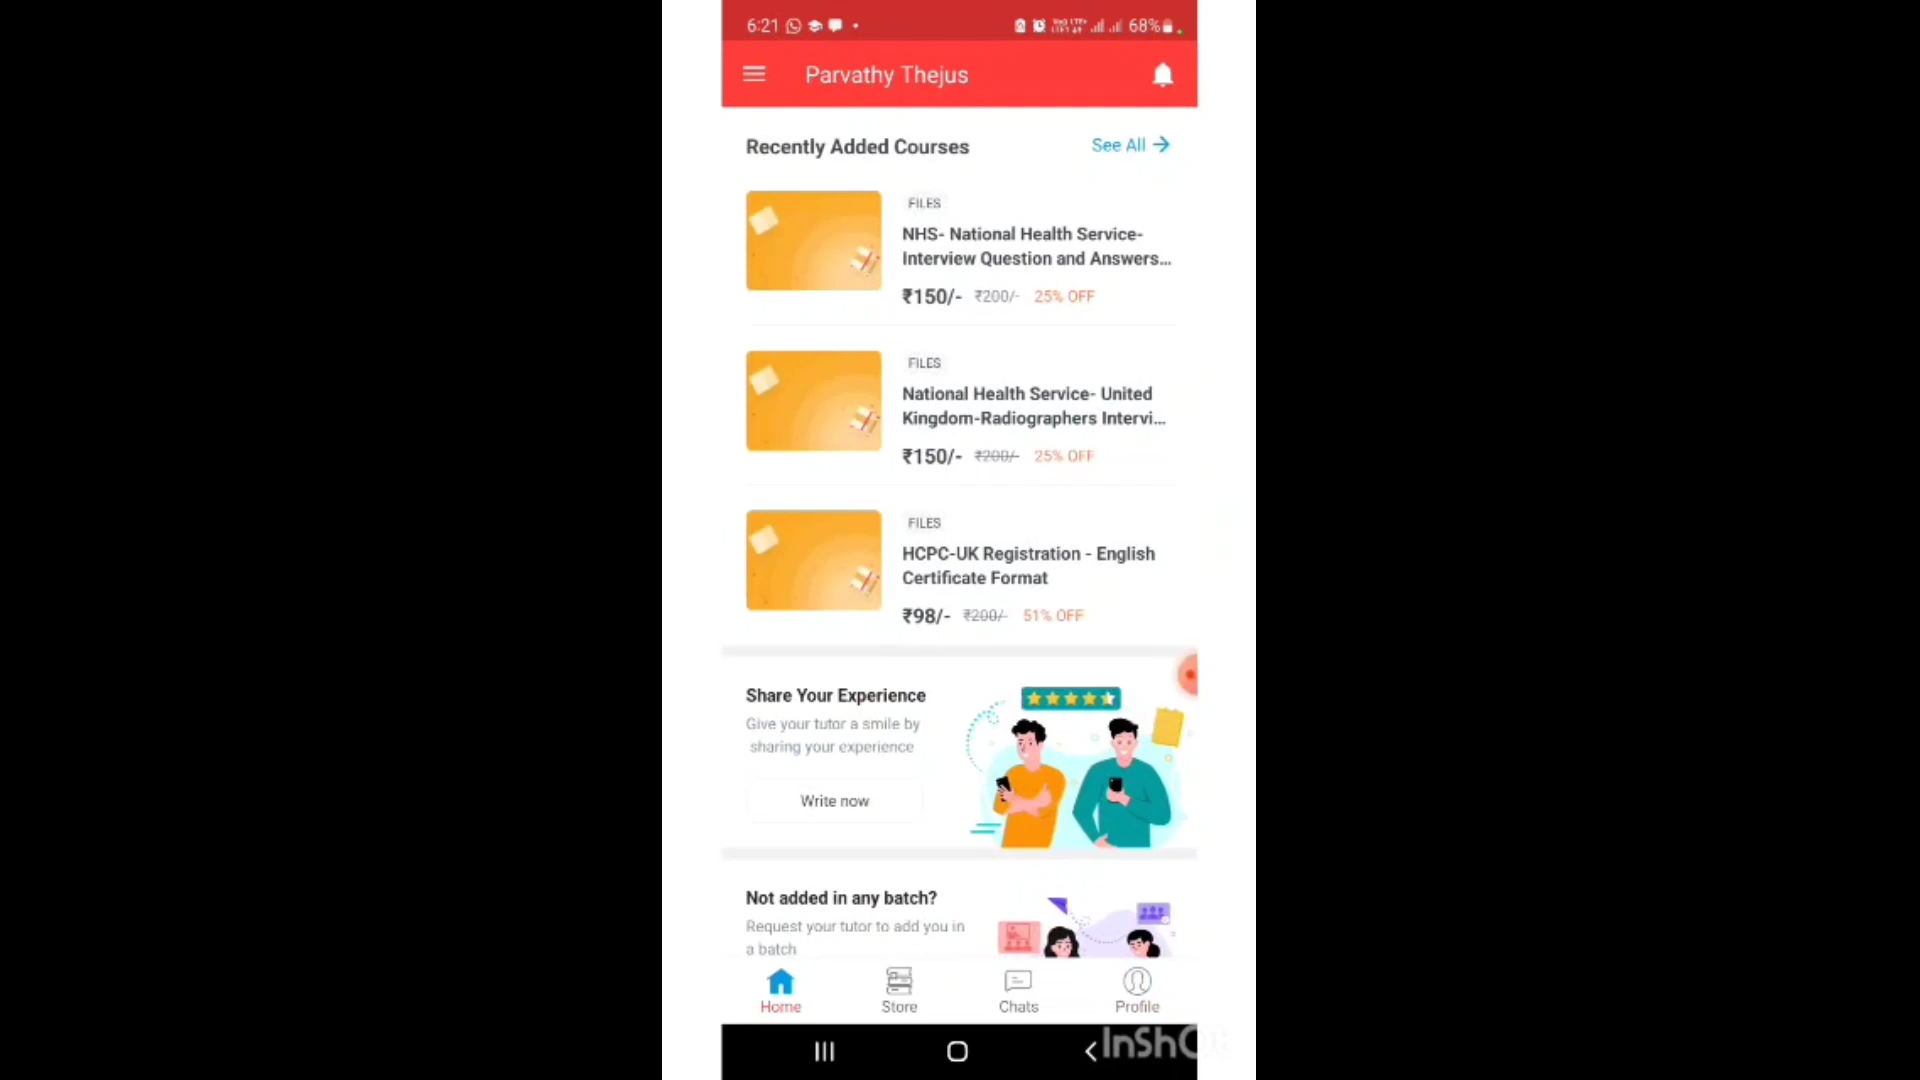 6:21
68%
Parvathy Thejus
Recently Added Courses
See All
FILES
NHS- National Health Service-
Interview Question and Answers...
₹150/- ₹200/- 25% OFF
FILES
National Health Service- United
Kingdom-Radiographers Intervi...
₹150/- ₹200/- 25% OFF
FILES
HCPC-UK Registration - English
Certificate Format
₹98/- ₹200/- 51% OFF
Share Your Experience
Give your tutor a smile by
sharing your experience
Write now
Not added in any batch?
Request your tutor to add you in
a batch
Home
Store
Chats
Profile
InShOt